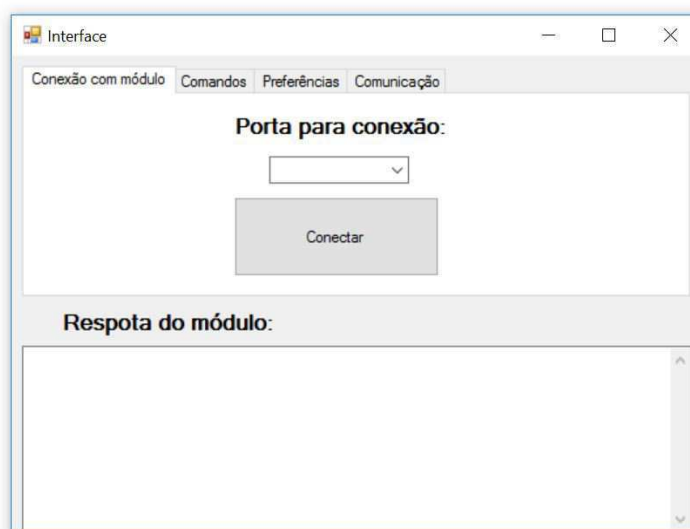 Interface
Conexão com módulo Comandos Preferências Comunicação
Porta para conexão:
Conectar
Respota do módulo: